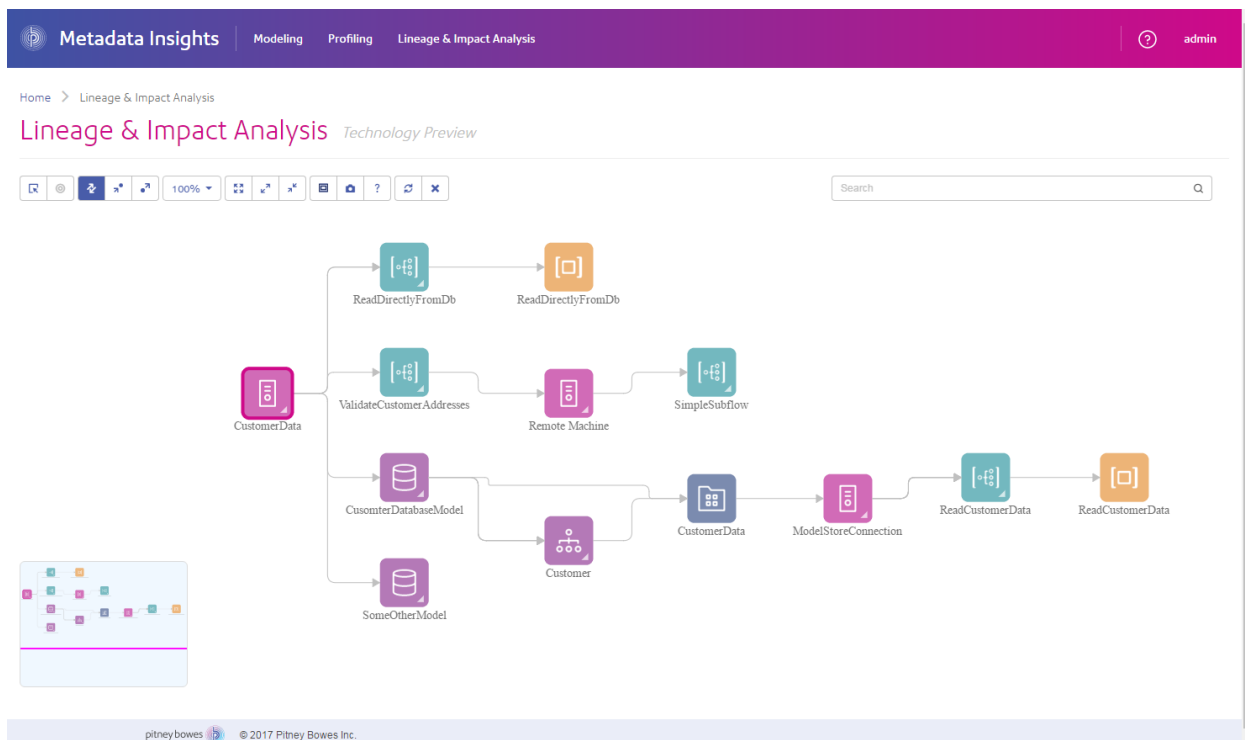 Metadata Insights Modeling Profiling Lineage & Impact Analysis ? admin
Home > Lineage & Impact Analysis
Lineage & Impact Analysis Technology Preview
100% ? Search
ReadDirectlyFromDb ReadDirectlyFromDb
ValidateCustomerAddresses SimpleSubflow
CustomerData Remote Machine
CusomterDatabaseModel ReadCustomerData ReadCustomerData
CustomerData ModelStoreConnection
Customer
SomeOtherModel
pitney bowes © 2017 Pitney Bowes Inc.